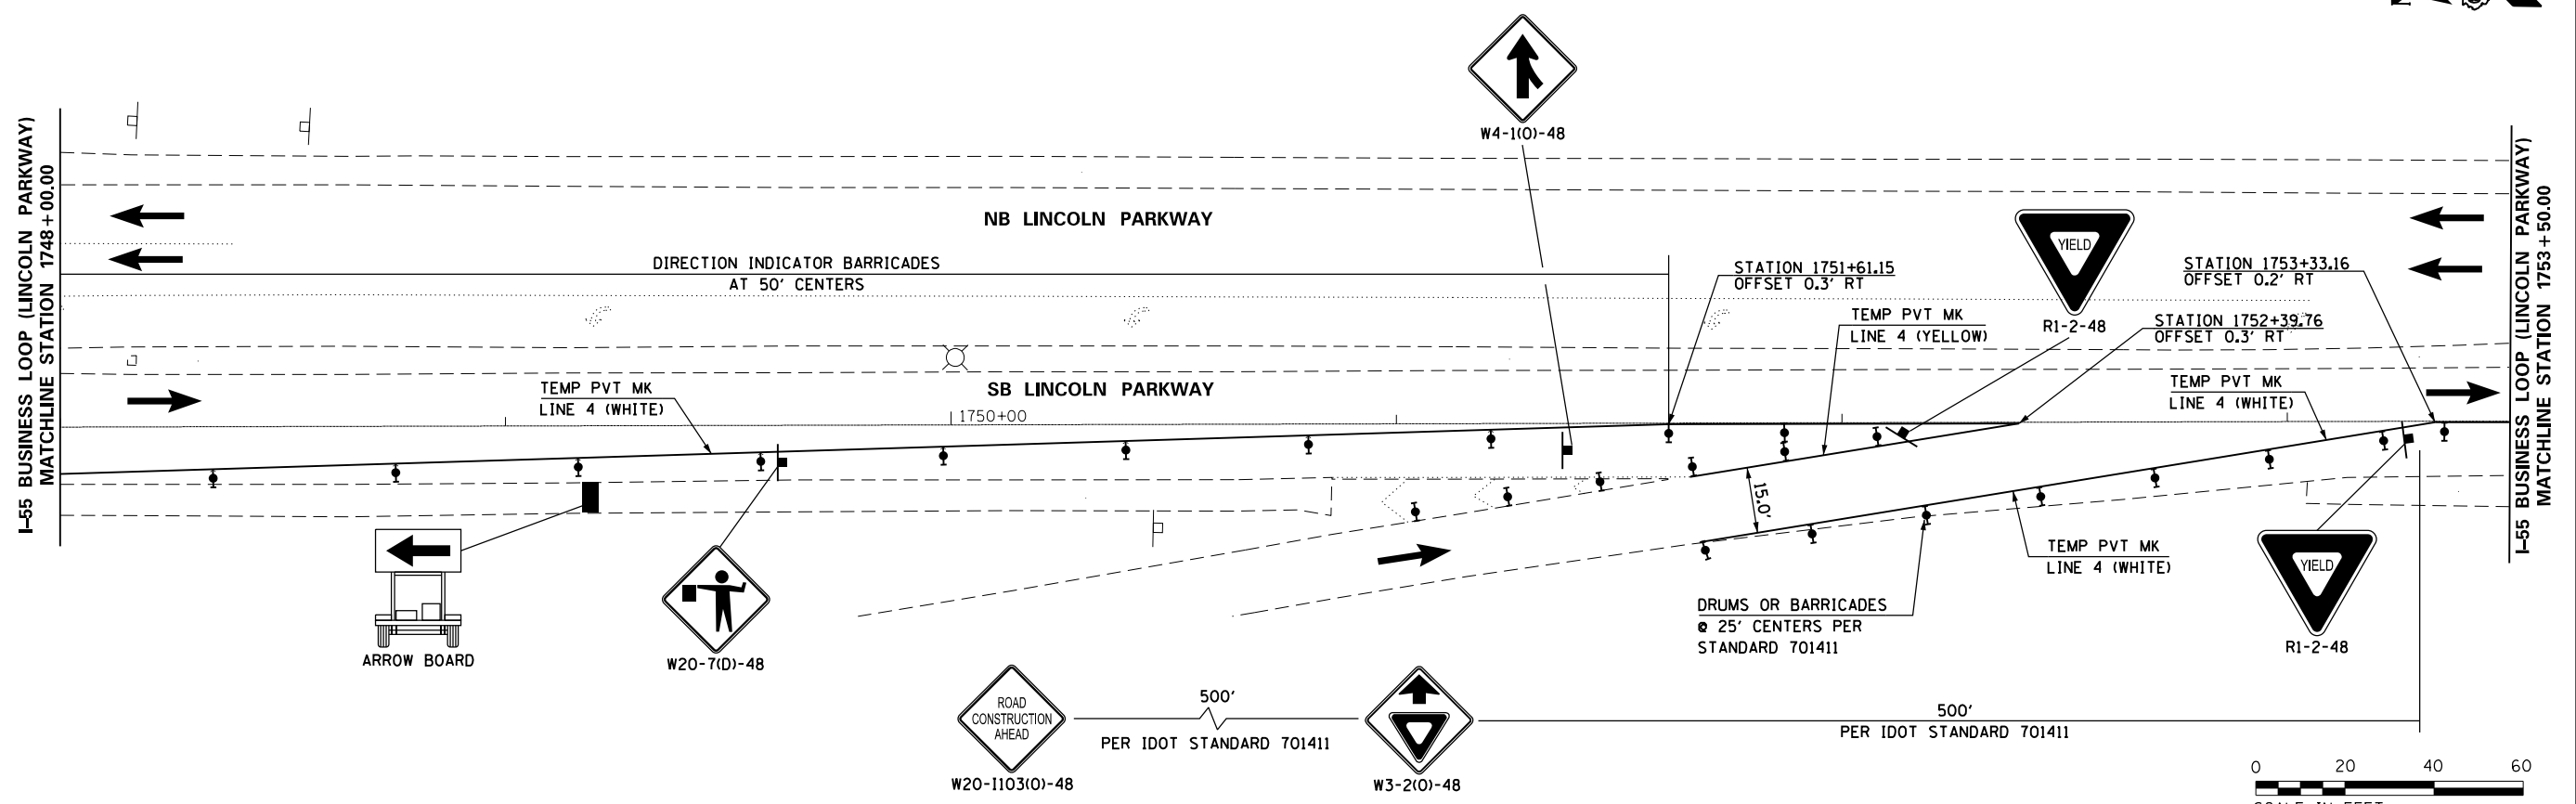 W4-1(O)-48
I-55 BUSINESS LOOP (LINCOLN PARKWAY)
MATCHLINE STATION 1748+00.00
NB LINCOLN PARKWAY
DIRECTION INDICATOR BARRICADES
AT 50' CENTERS
STATION 1751+61.15
OFFSET 0.3' RT
YIELD
R1-2-48
STATION 1753+33.16
OFFSET 0.2' RT
TEMP PVT MK
LINE 4 (YELLOW)
STATION 1752+39.76
OFFSET 0.3' RT
I-55 BUSINESS LOOP (LINCOLN PARKWAY)
MATCHLINE STATION 1753+50.00
TEMP PVT MK
LINE 4 (WHITE)
SB LINCOLN PARKWAY
1750+00
TEMP PVT MK
LINE 4 (WHITE)
15.0'
TEMP PVT MK
LINE 4 (WHITE)
DRUMS OR BARRICADES
@ 25' CENTERS PER
STANDARD 701411
YIELD
R1-2-48
ARROW BOARD
W20-7(D)-48
ROAD
CONSTRUCTION
AHEAD
W20-1103(O)-48
500'
PER IDOT STANDARD 701411
W3-2(O)-48
500'
PER IDOT STANDARD 701411
0 20 40 60